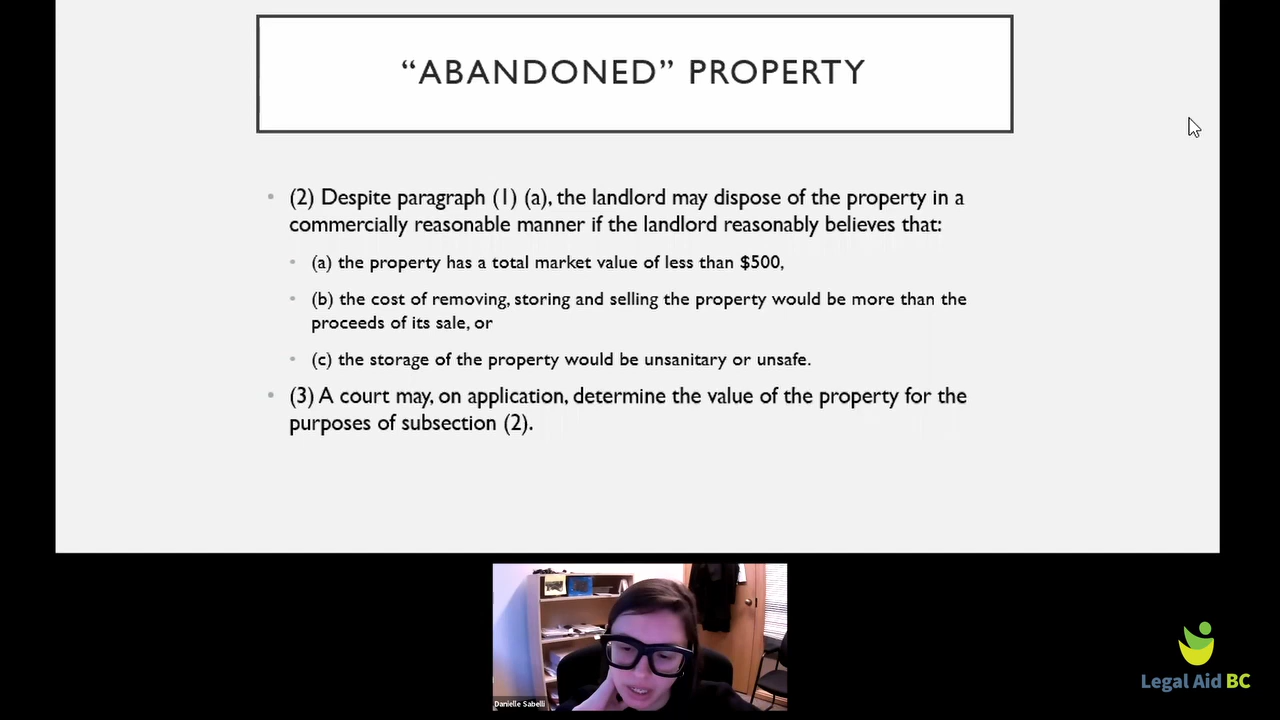 “ABANDONED” PROPERTY
(2) Despite paragraph (1) (a), the landlord may dispose of the property in a
commercially reasonable manner if the landlord reasonably believes that:
(a) the property has a total market value of less than $500,
(b) the cost of removing, storing and selling the property would be more than the
proceeds of its sale, or
(c) the storage of the property would be unsanitary or unsafe.
(3) A court may, on application, determine the value of the property for the
purposes of subsection (2).
Danielle Sabelli
Legal Aid BC